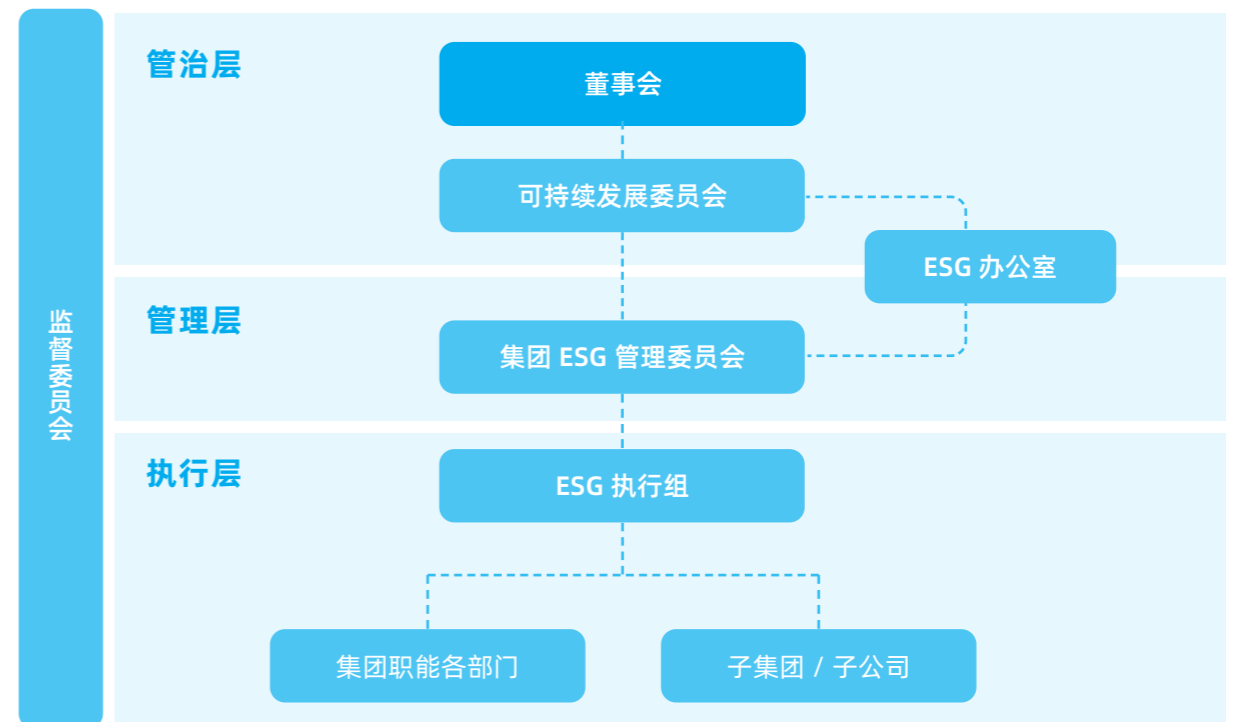 监督委员会
管治层
董事会
可持续发展委员会
ESG 办公室
管理层
集团 ESG 管理委员会
执行层
ESG 执行组
集团职能各部门
子集团 / 子公司